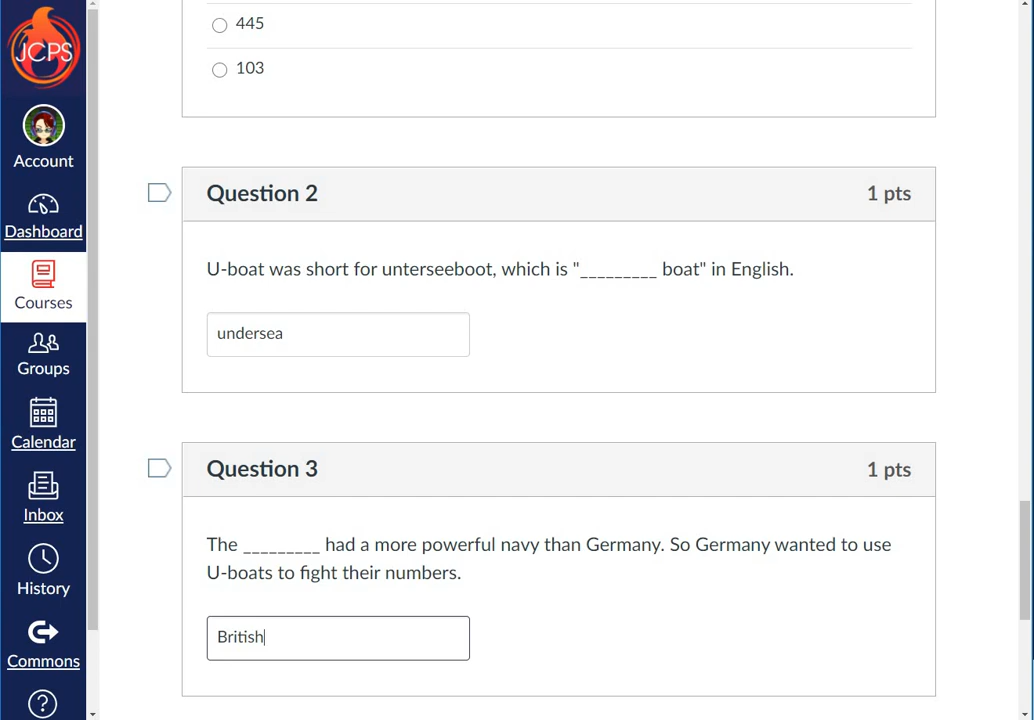 445
103
JCPS
Account
Dashboard
Courses
Groups
Calendar
Inbox
History
Commons
?
Question 2 1 pts
U-boat was short for unterseeboot, which is "_________ boat" in English.
undersea
Question 3 1 pts
The _________ had a more powerful navy than Germany. So Germany wanted to use
U-boats to fight their numbers.
British